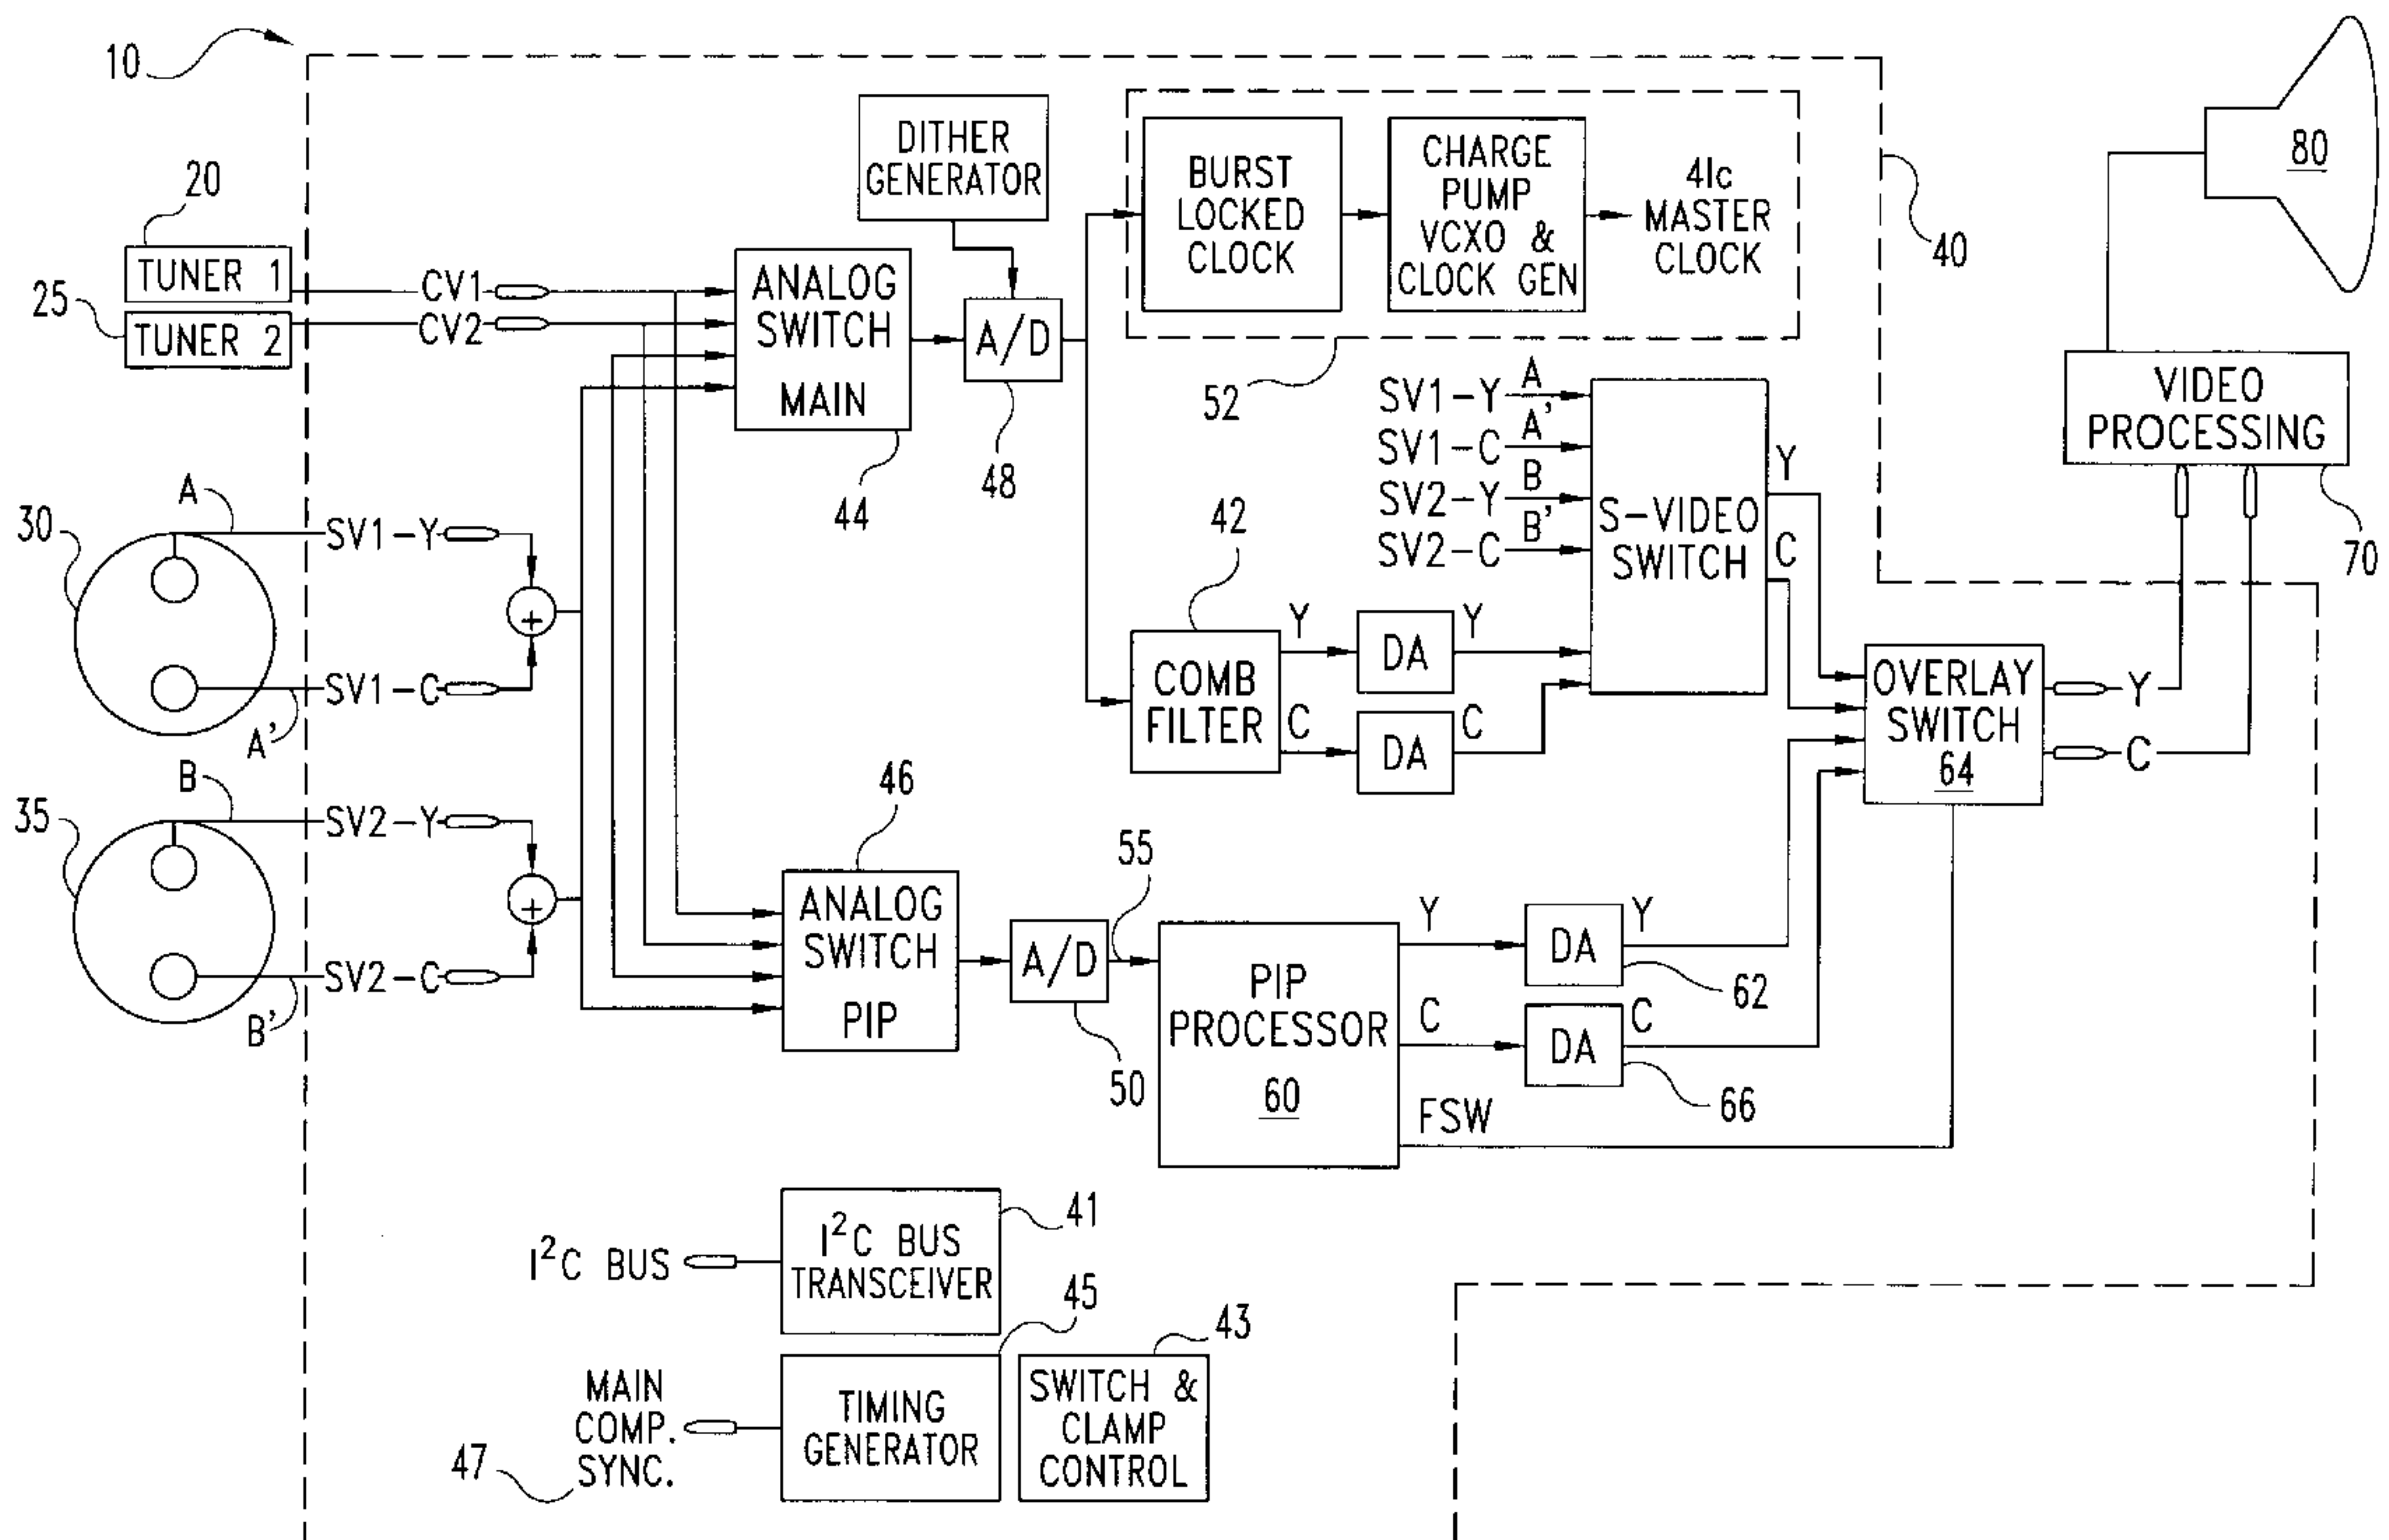 10
20
TUNER 1
25
TUNER 2
CV1
CV2
ANALOG
SWITCH
MAIN
44
DITHER
GENERATOR
A/D
48
BURST
LOCKED
CLOCK
CHARGE
PUMP
VCXO &
CLOCK GEN
4Ic
MASTER
CLOCK
52
40
80
VIDEO
PROCESSING
70
SV1-Y A
SV1-C A'
SV2-Y B
SV2-C B'
S-VIDEO
SWITCH
Y
C
30
A
SV1-Y
+
SV1-C
A'
35
B
SV2-Y
+
SV2-C
B'
42
COMB
FILTER
Y
DA
Y
C
DA
C
OVERLAY
SWITCH
64
Y
C
46
ANALOG
SWITCH
PIP
A/D
50
55
PIP
PROCESSOR
60
Y
DA
Y
62
C
DA
C
66
FSW
I²C BUS
I²C BUS
TRANSCEIVER
41
MAIN
COMP.
SYNC.
47
TIMING
GENERATOR
45
SWITCH &
CLAMP
CONTROL
43